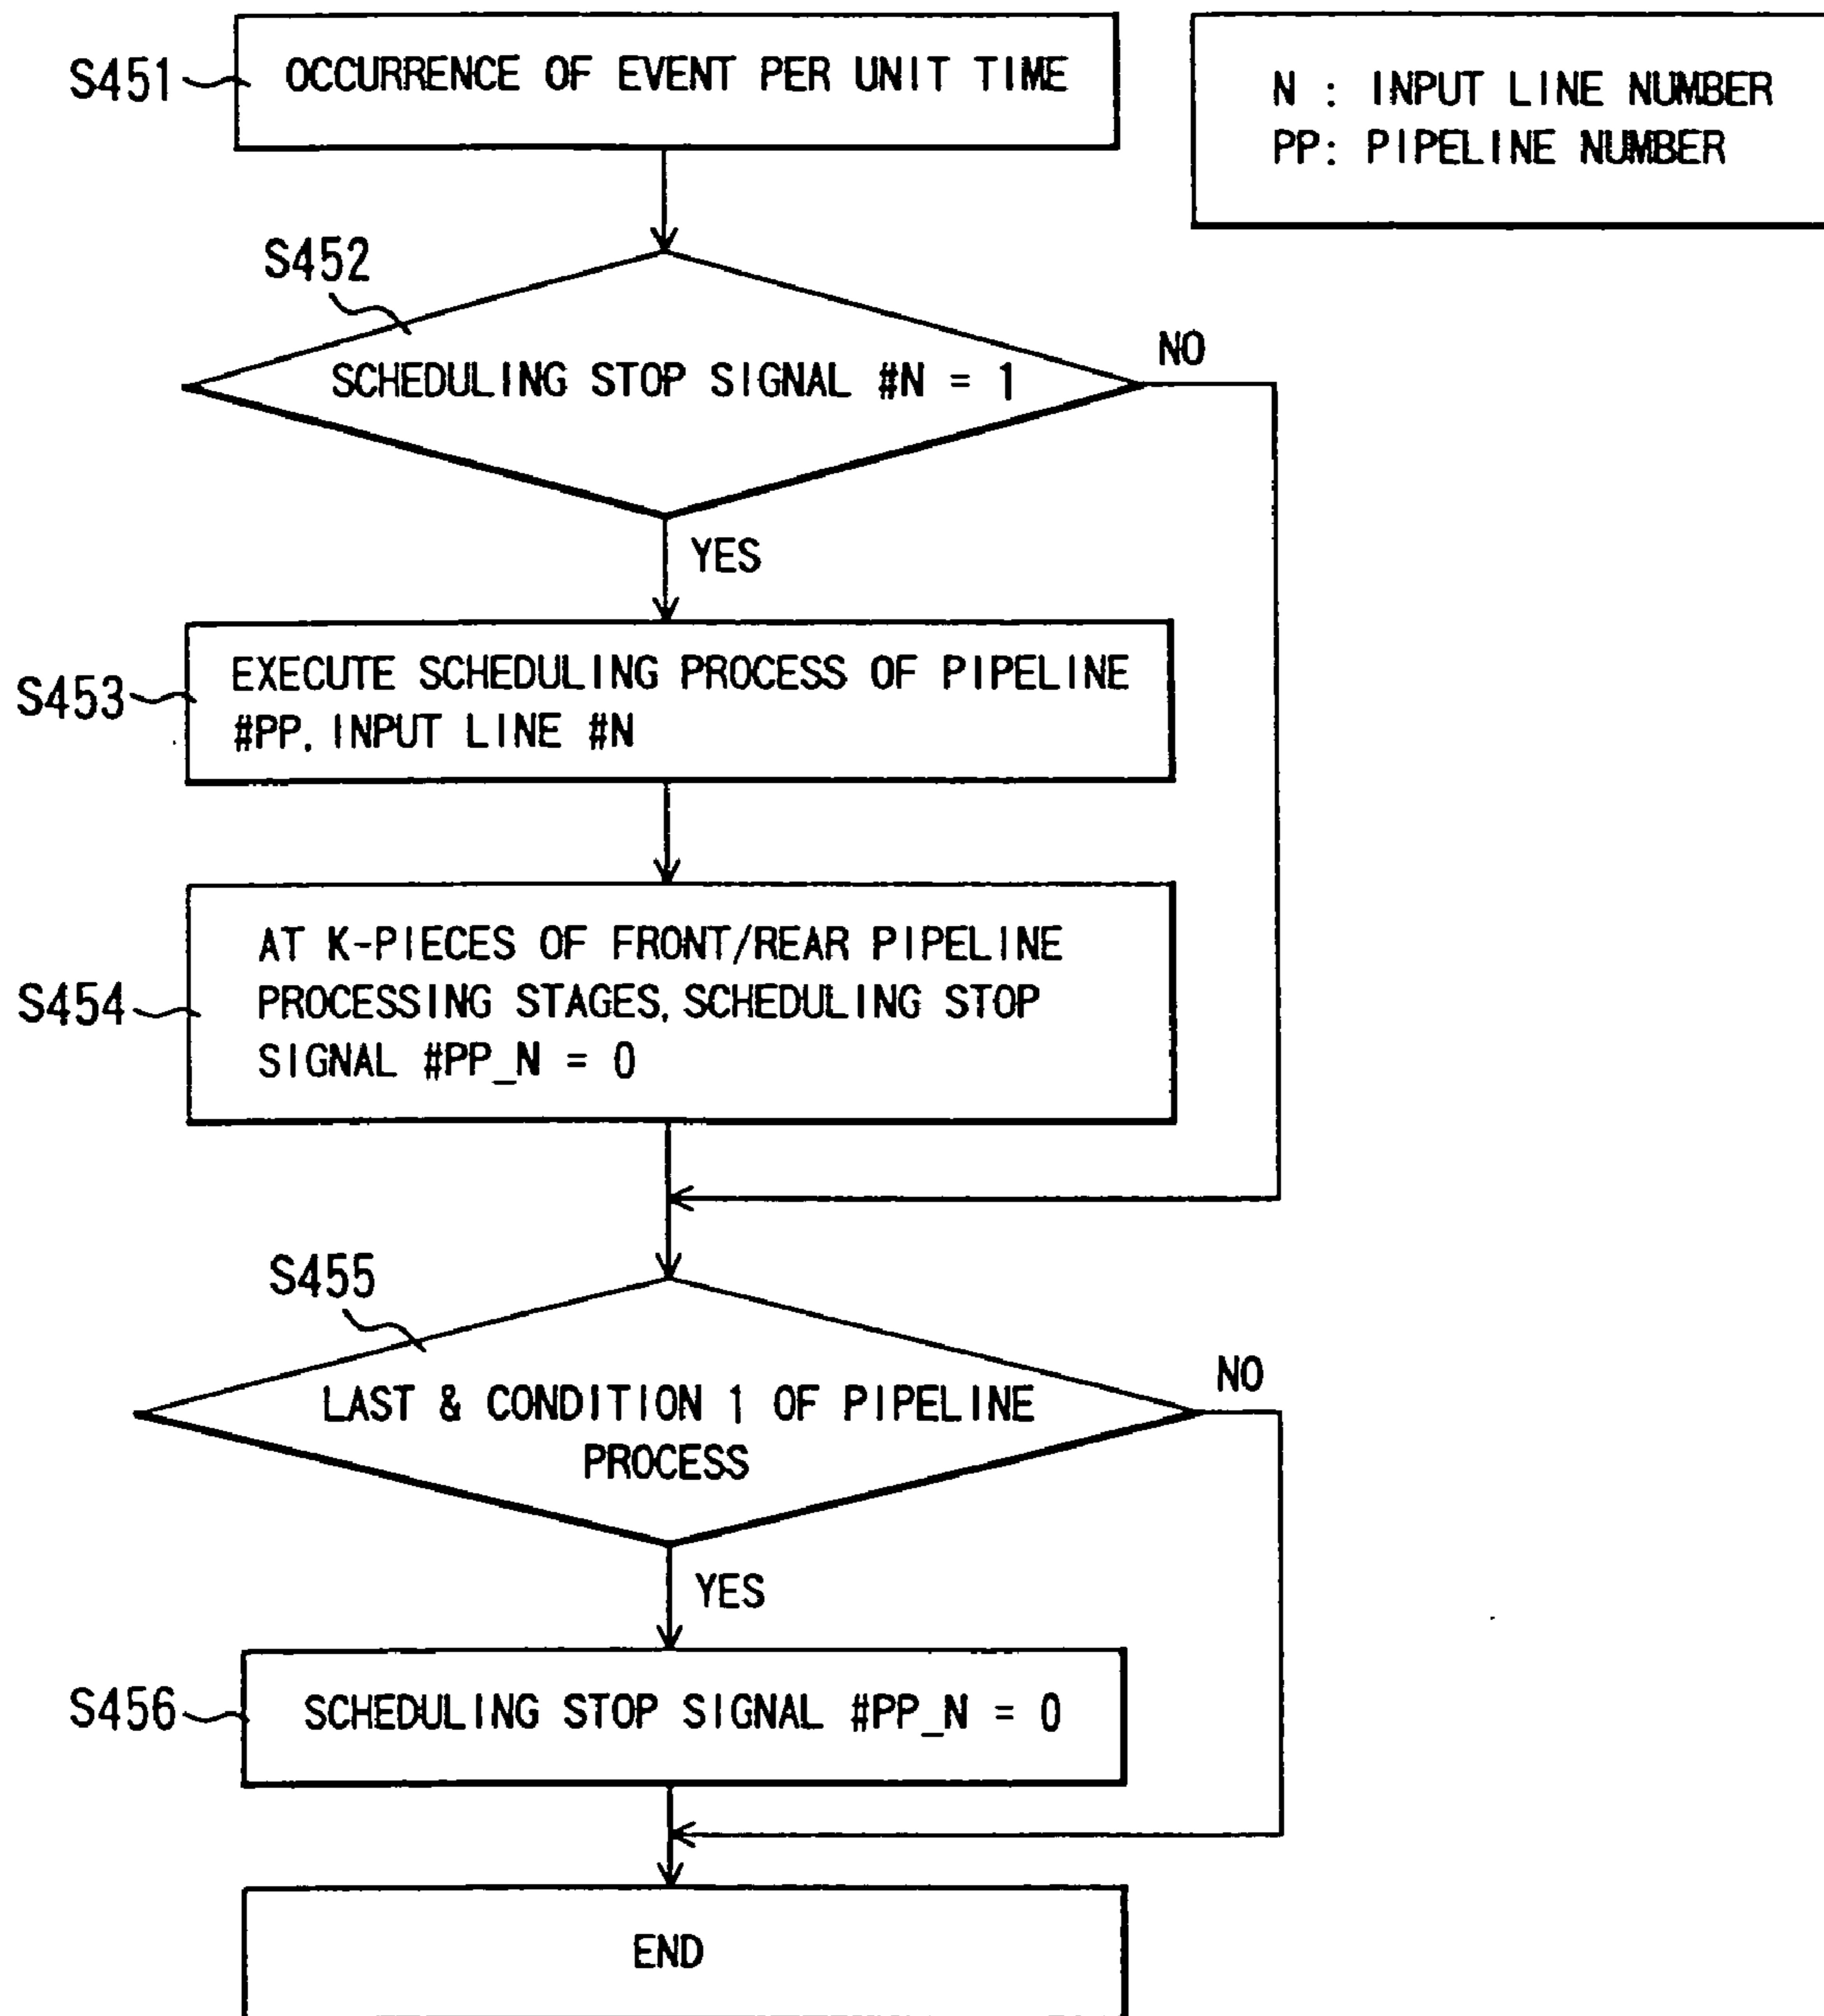 S451
OCCURRENCE OF EVENT PER UNIT TIME
N : INPUT LINE NUMBER
PP: PIPELINE NUMBER
S452
SCHEDULING STOP SIGNAL #N = 1
NO
YES
S453
EXECUTE SCHEDULING PROCESS OF PIPELINE
#PP, INPUT LINE #N
S454
AT K-PIECES OF FRONT/REAR PIPELINE
PROCESSING STAGES, SCHEDULING STOP
SIGNAL #PP_N = 0
S455
LAST & CONDITION 1 OF PIPELINE
PROCESS
NO
YES
S456
SCHEDULING STOP SIGNAL #PP_N = 0
END